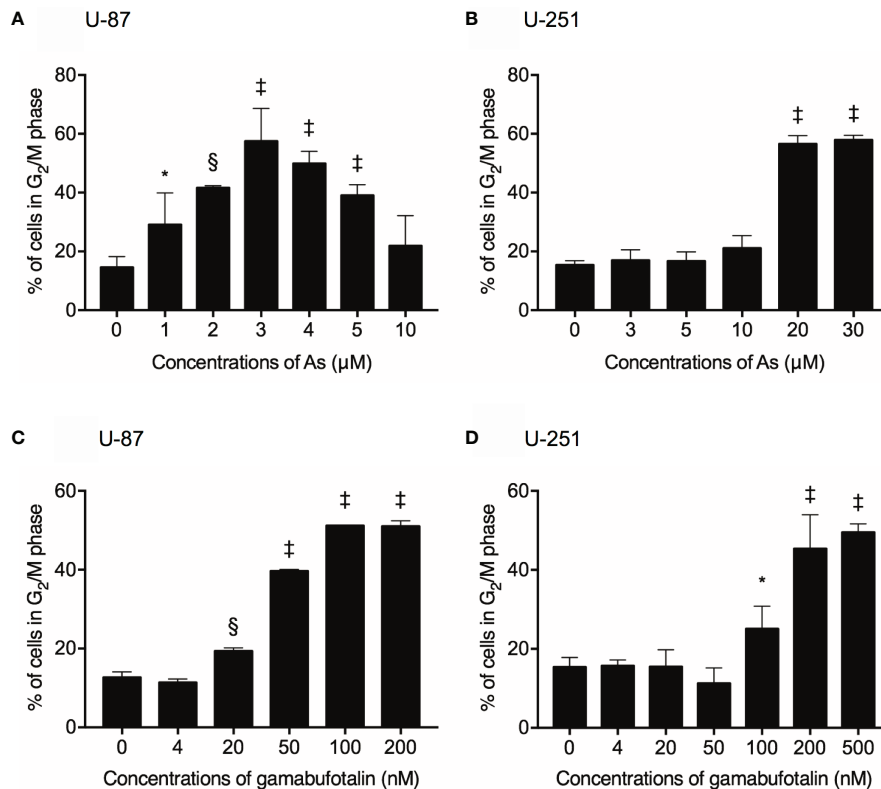 A U-87
% of cells in G2/M phase
80
60
40
20
0
* § ‡ ‡ ‡
0 1 2 3 4 5 10
Concentrations of As (µM)
B U-251
% of cells in G2/M phase
80
60
40
20
0
‡ ‡
0 3 5 10 20 30
Concentrations of As (µM)
C U-87
% of cells in G2/M phase
60
40
20
0
§ ‡ ‡ ‡
0 4 20 50 100 200
Concentrations of gamabufotalin (nM)
D U-251
% of cells in G2/M phase
60
40
20
0
* ‡ ‡
0 4 20 50 100 200 500
Concentrations of gamabufotalin (nM)